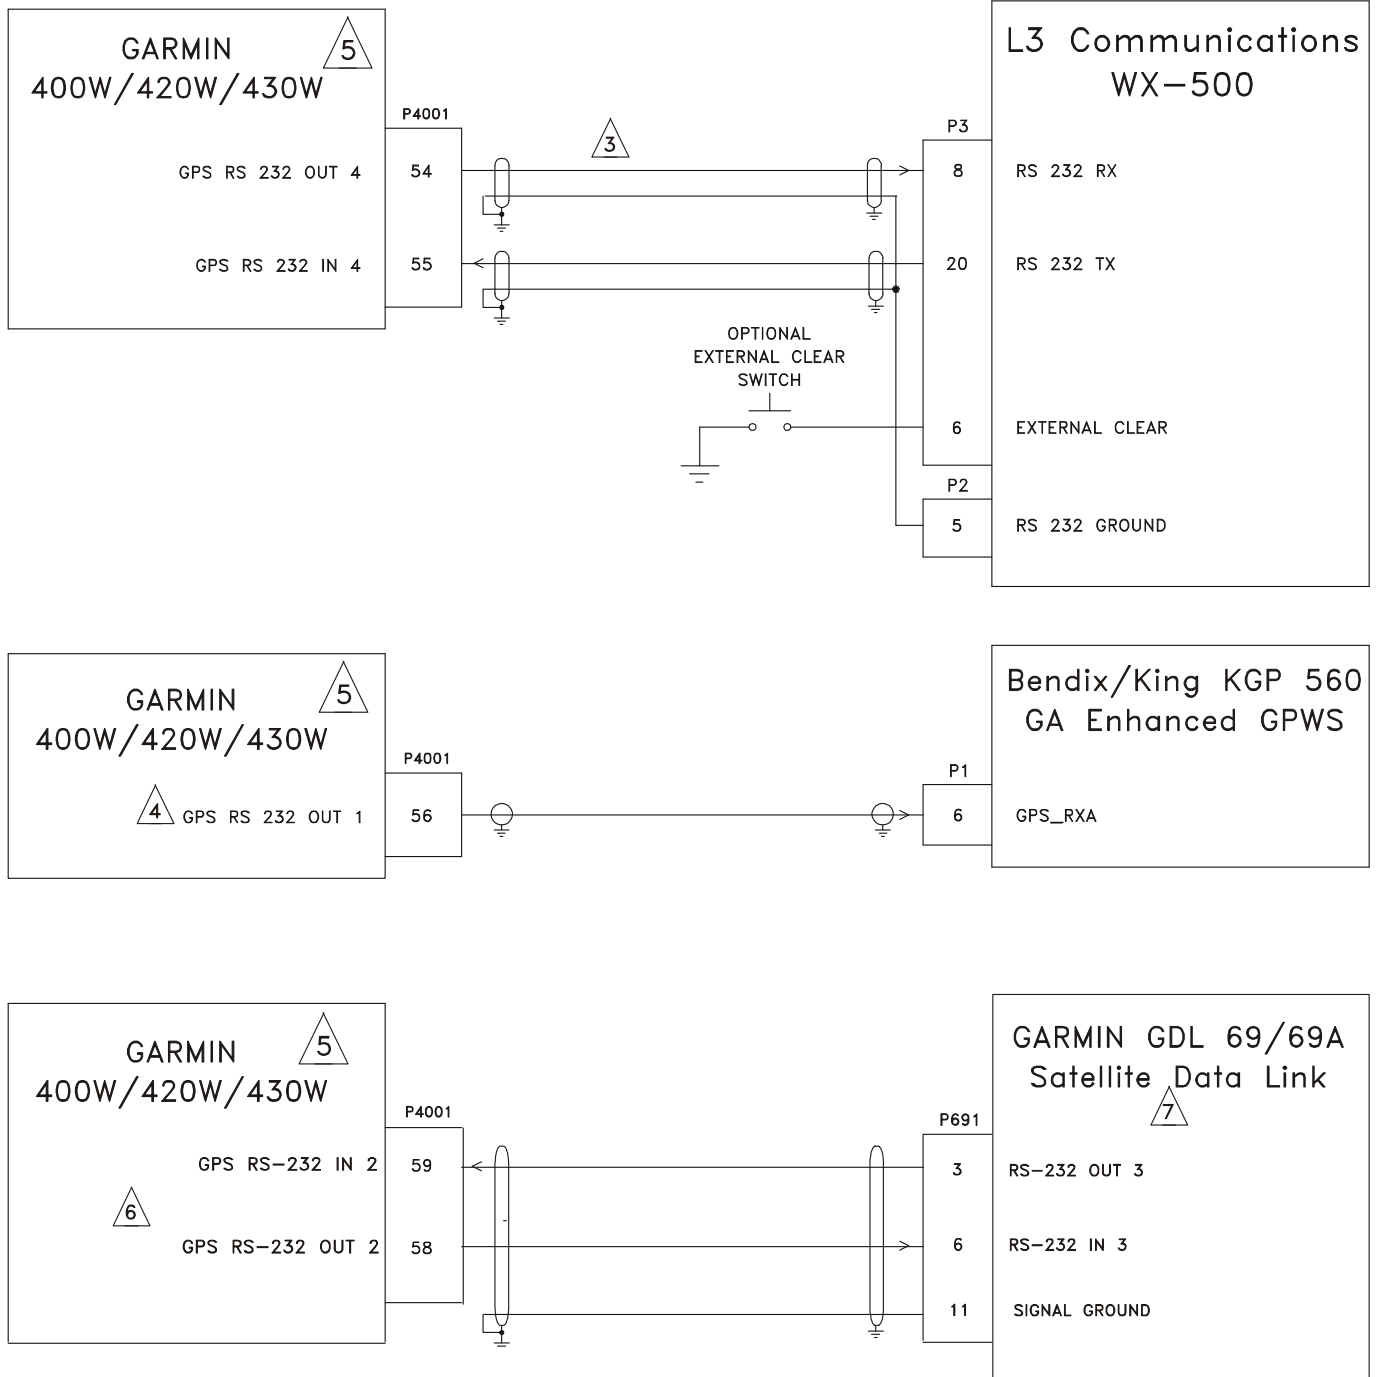 GARMIN
400W/420W/430W
5
P4001
GPS RS 232 OUT 4
54
GPS RS 232 IN 4
55
3
L3 Communications
WX-500
P3
8
RS 232 RX
20
RS 232 TX
OPTIONAL
EXTERNAL CLEAR
SWITCH
6
EXTERNAL CLEAR
P2
5
RS 232 GROUND
GARMIN
400W/420W/430W
5
P4001
4
GPS RS 232 OUT 1
56
Bendix/King KGP 560
GA Enhanced GPWS
P1
6
GPS_RXA
GARMIN
400W/420W/430W
5
P4001
GPS RS-232 IN 2
59
6
GPS RS-232 OUT 2
58
GARMIN GDL 69/69A
Satellite Data Link
7
P691
3
RS-232 OUT 3
6
RS-232 IN 3
11
SIGNAL GROUND